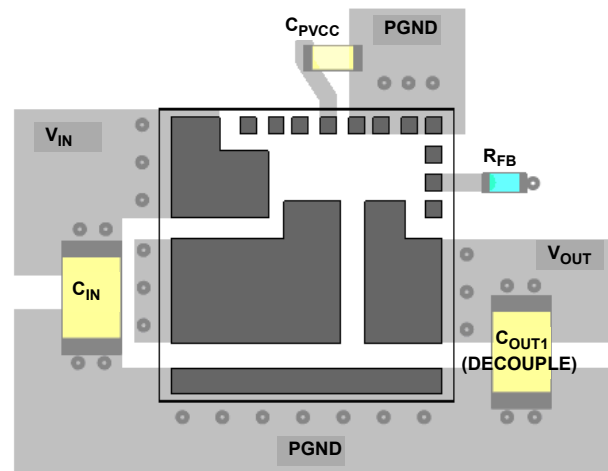 CPVCC
PGND
VIN
RFB
VOUT
CIN
COUT1
(DECOUPLE)
PGND